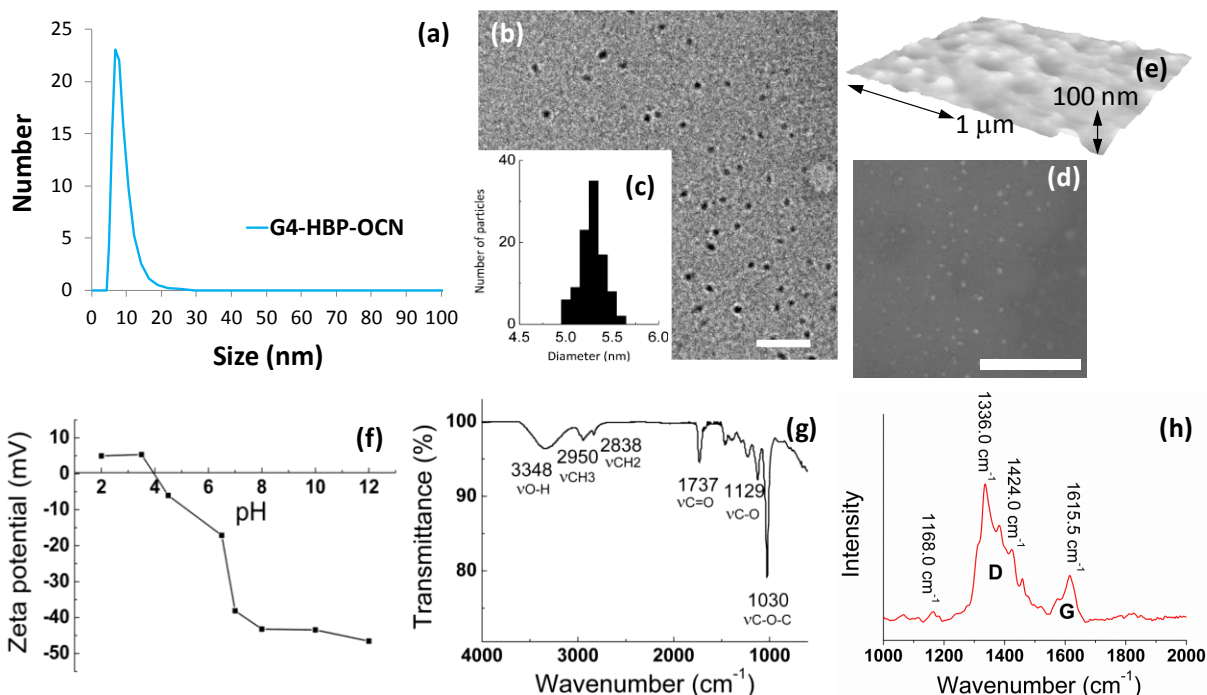 (a)
25
20
15
10
5
0
Number
G4-HBP-OCN
0 10 20 30 40 50 60 70 80 90 100
Size (nm)
(b)
(c)
40
20
0
Number of particles
4.5 5.0 5.5 6.0
Diameter (nm)
(e)
100 nm
1 μm
(d)
(f)
10
0
-10
-20
-30
-40
-50
Zeta potential (mV)
0 2 4 6 8 10 12
pH
(g)
100
90
80
Transmittance (%)
3348
νO-H
2950
νCH3
2838
νCH2
1737
νC=O
1129
νC-O
1030
νC-O-C
4000 3000 2000 1000
Wavenumber (cm⁻¹)
(h)
Intensity
1168.0 cm⁻¹
1336.0 cm⁻¹
1424.0 cm⁻¹
1615.5 cm⁻¹
D
G
1000 1200 1400 1600 1800 2000
Wavenumber (cm⁻¹)